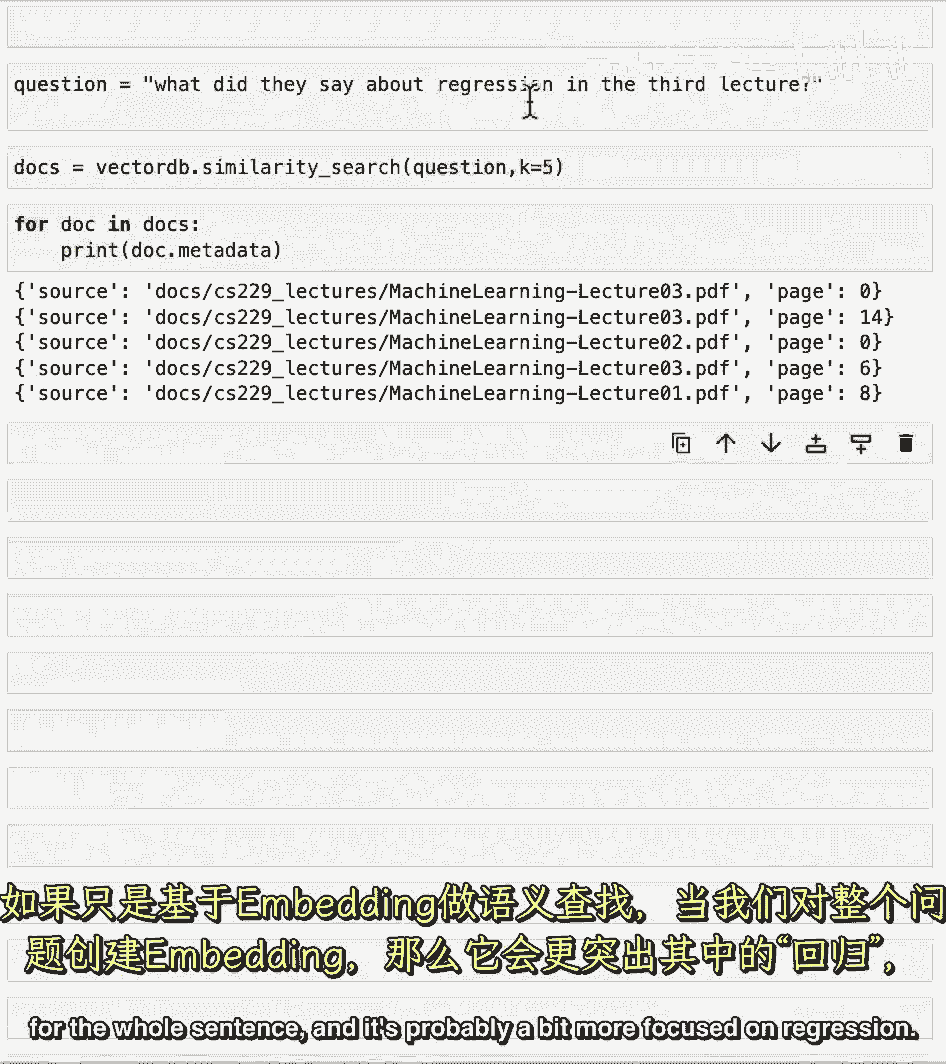 question = "what did they say about regression in the third lecture?"
docs = vectordb.similarity_search(question,k=5)
for doc in docs:
    print(doc.metadata)
{'source': 'docs/cs229_lectures/MachineLearning-Lecture03.pdf', 'page': 0}
{'source': 'docs/cs229_lectures/MachineLearning-Lecture03.pdf', 'page': 14}
{'source': 'docs/cs229_lectures/MachineLearning-Lecture02.pdf', 'page': 0}
{'source': 'docs/cs229_lectures/MachineLearning-Lecture03.pdf', 'page': 6}
{'source': 'docs/cs229_lectures/MachineLearning-Lecture01.pdf', 'page': 8}
如果只是基于Embedding做语义查找，当我们对整个问
题创建Embedding，那么它会更突出其中的“回归”，
for the whole sentence, and it's probably a bit more focused on regression.